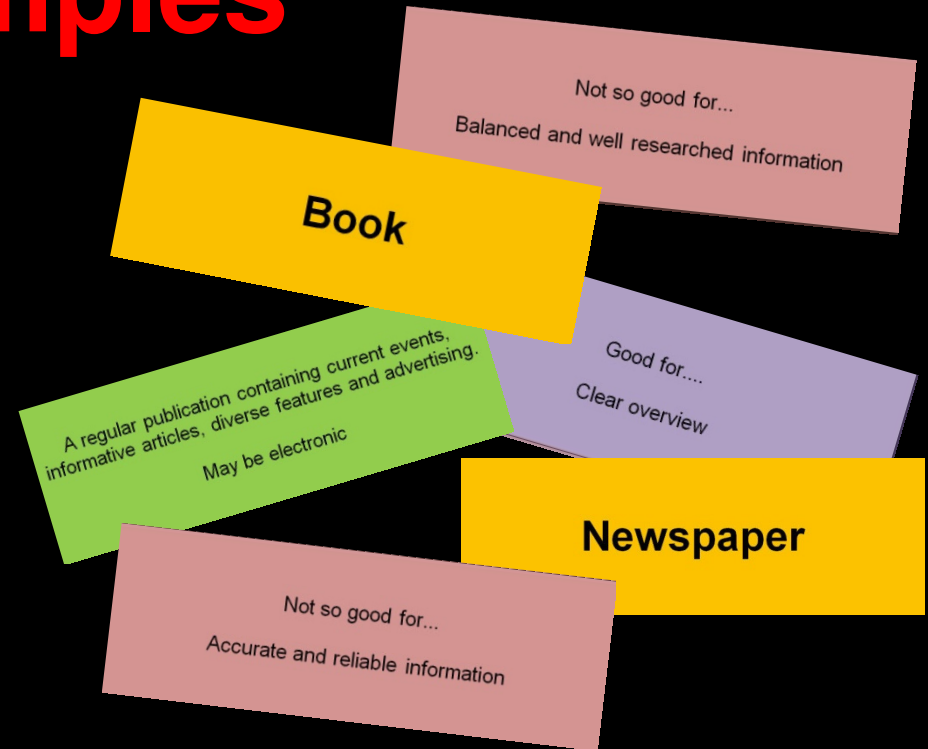 Not so good for...
Balanced and well researched information
Book
Good for....
Clear overview
A regular publication containing current events,
informative articles, diverse features and advertising.
May be electronic
Newspaper
Not so good for...
Accurate and reliable information